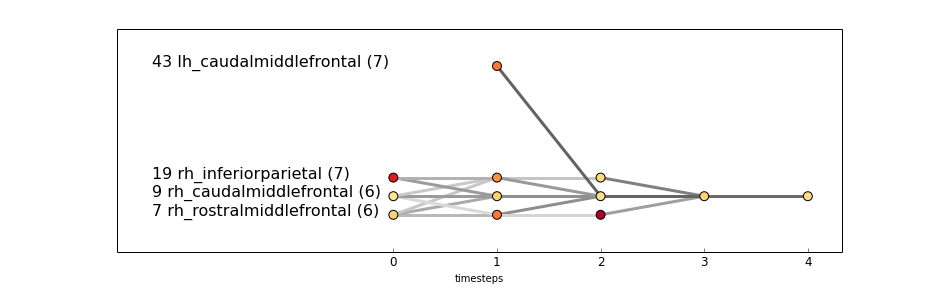 43 lh_caudalmiddlefrontal (7)
19 rh_inferiorparietal (7)
9 rh_caudalmiddlefrontal (6)
7 rh_rostralmiddlefrontal (6)
0 1 2 3 4
timesteps